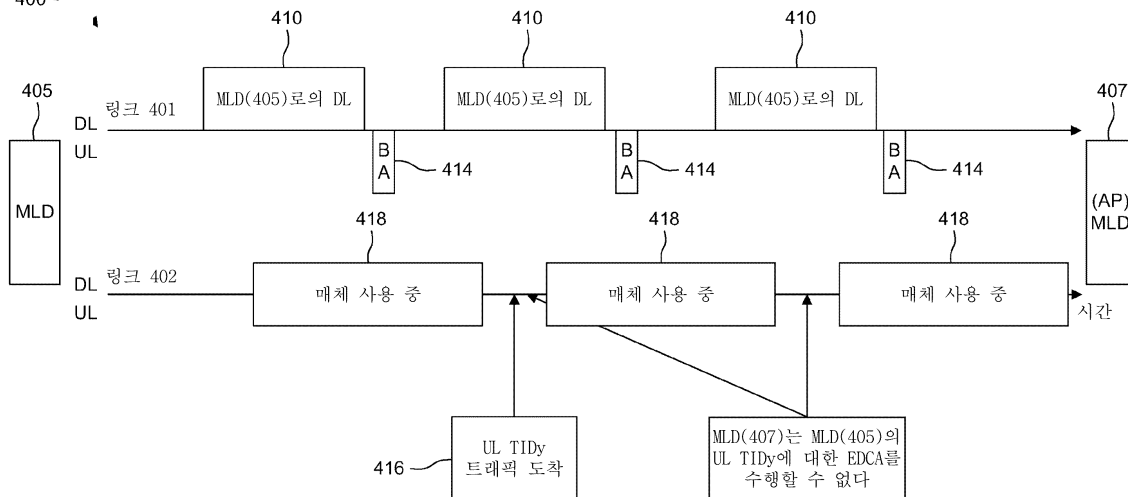 400
410
410
410
405
링크 401
MLD(405)로의 DL
MLD(405)로의 DL
MLD(405)로의 DL
407
DL
UL
BA
414
BA
414
BA
414
MLD
(AP)
MLD
418
418
418
DL
링크 402
UL
매체 사용 중
매체 사용 중
매체 사용 중
시간
416
UL TIDy
트래픽 도착
MLD(407)는 MLD(405)의
UL TIDy에 대한 EDCA를
수행할 수 없다